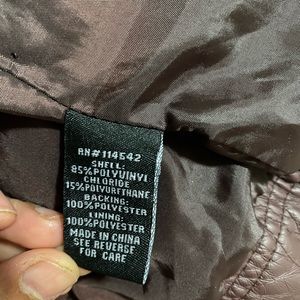 RN#114542
SHELL:
85%POLYVINYL
CHLORIDE
15%POLYURETHANE
BACKING:
100%POLYESTER
LINING:
100%POLYESTER
MADE IN CHINA
SEE REVERSE
FOR CARE